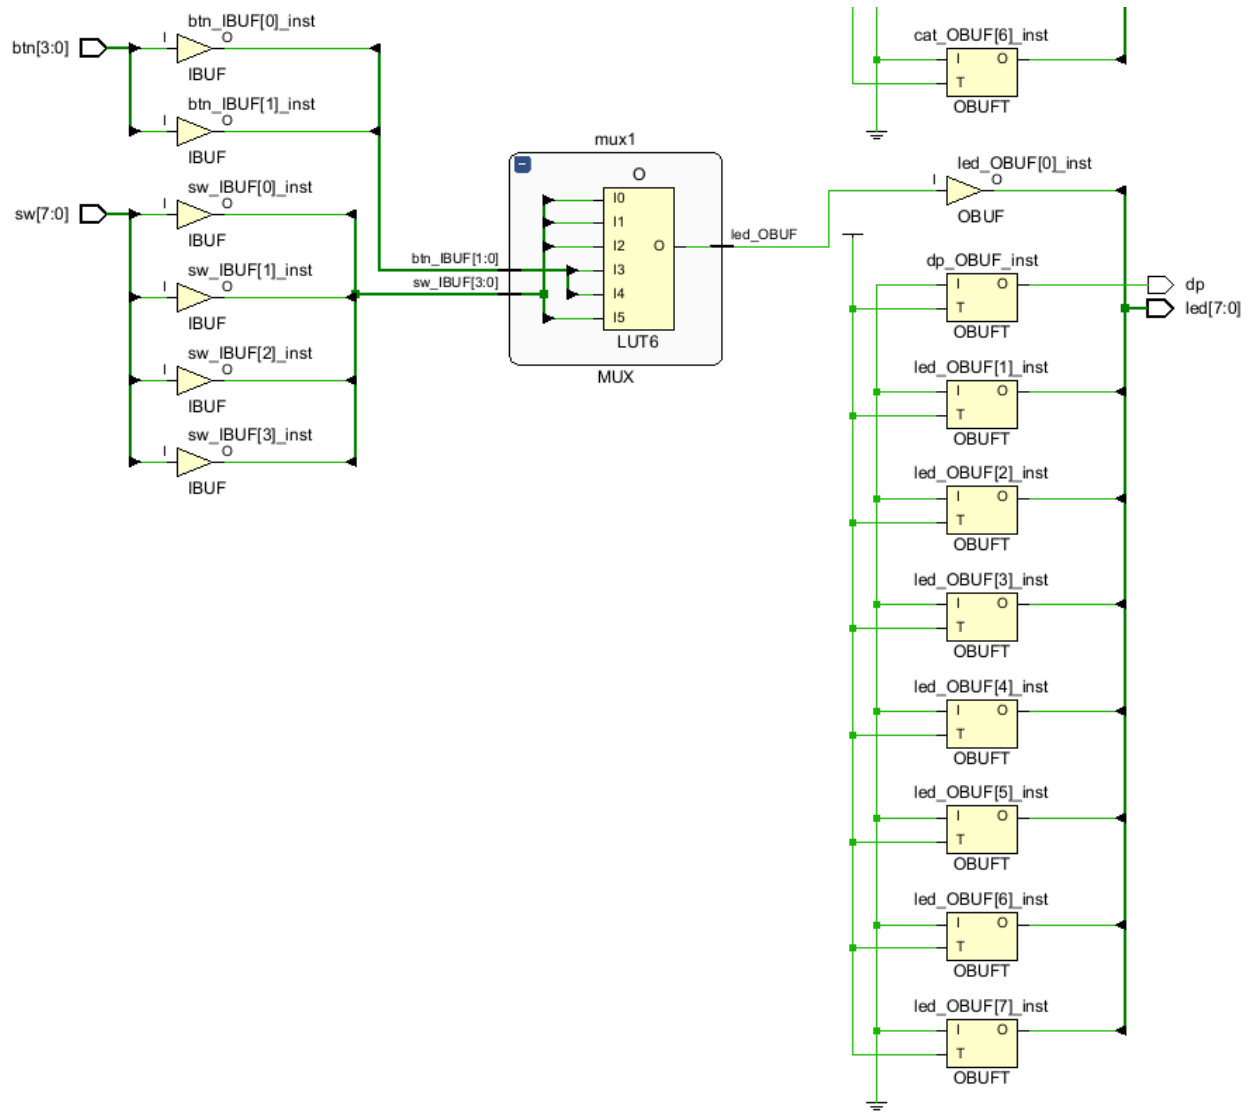 btn[3:0]
btn_IBUF[0]_inst
I
O
IBUF
btn_IBUF[1]_inst
I
O
IBUF
sw[7:0]
sw_IBUF[0]_inst
I
O
IBUF
sw_IBUF[1]_inst
I
O
IBUF
sw_IBUF[2]_inst
I
O
IBUF
sw_IBUF[3]_inst
I
O
IBUF
mux1
O
I0
I1
I2
I3
I4
I5
O
LUT6
MUX
btn_IBUF[1:0]
sw_IBUF[3:0]
led_OBUF
cat_OBUF[6]_inst
I
O
T
OBUFT
led_OBUF[0]_inst
I
O
OBUF
dp_OBUF_inst
I
O
T
OBUFT
dp
led[7:0]
led_OBUF[1]_inst
I
O
T
OBUFT
led_OBUF[2]_inst
I
O
T
OBUFT
led_OBUF[3]_inst
I
O
T
OBUFT
led_OBUF[4]_inst
I
O
T
OBUFT
led_OBUF[5]_inst
I
O
T
OBUFT
led_OBUF[6]_inst
I
O
T
OBUFT
led_OBUF[7]_inst
I
O
T
OBUFT